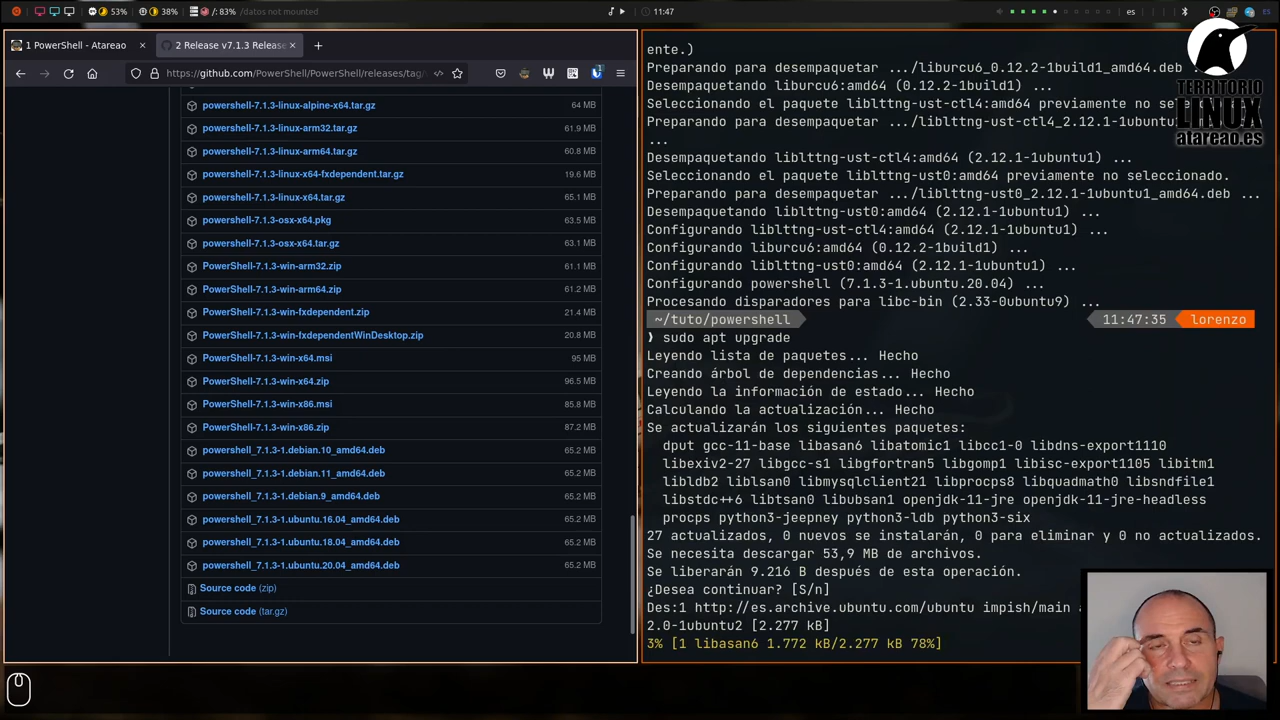 53%
38%
/: 83%
/datos not mounted
11:47
es
ES
1 PowerShell - Atareao
2 Release v7.1.3 Release
https://github.com/PowerShell/PowerShell/releases/tag
powershell-7.1.3-linux-alpine-x64.tar.gz 64 MB
powershell-7.1.3-linux-arm32.tar.gz 61.9 MB
powershell-7.1.3-linux-arm64.tar.gz 60.8 MB
powershell-7.1.3-linux-x64-fxdependent.tar.gz 19.6 MB
powershell-7.1.3-linux-x64.tar.gz 65.1 MB
powershell-7.1.3-osx-x64.pkg 63.5 MB
powershell-7.1.3-osx-x64.tar.gz 63.1 MB
PowerShell-7.1.3-win-arm32.zip 61.1 MB
PowerShell-7.1.3-win-arm64.zip 61.2 MB
PowerShell-7.1.3-win-fxdependent.zip 21.4 MB
PowerShell-7.1.3-win-fxdependentWinDesktop.zip 20.8 MB
PowerShell-7.1.3-win-x64.msi 95 MB
PowerShell-7.1.3-win-x64.zip 96.5 MB
PowerShell-7.1.3-win-x86.msi 85.8 MB
PowerShell-7.1.3-win-x86.zip 87.2 MB
powershell_7.1.3-1.debian.10_amd64.deb 65.2 MB
powershell_7.1.3-1.debian.11_amd64.deb 65.2 MB
powershell_7.1.3-1.debian.9_amd64.deb 65.2 MB
powershell_7.1.3-1.ubuntu.16.04_amd64.deb 65.2 MB
powershell_7.1.3-1.ubuntu.18.04_amd64.deb 65.2 MB
powershell_7.1.3-1.ubuntu.20.04_amd64.deb 65.2 MB
Source code (zip)
Source code (tar.gz)
ente.)
Preparando para desempaquetar .../liburcu6_0.12.2-1build1_amd64.deb
Desempaquetando liburcu6:amd64 (0.12.2-1build1) ...
Seleccionando el paquete liblttng-ust-ctl4:amd64 previamente no se
Preparando para desempaquetar .../liblttng-ust-ctl4_2.12.1-1ubuntu
...
Desempaquetando liblttng-ust-ctl4:amd64 (2.12.1-1ubuntu1) ...
Seleccionando el paquete liblttng-ust0:amd64 previamente no seleccionado.
Preparando para desempaquetar .../liblttng-ust0_2.12.1-1ubuntu1_amd64.deb ...
Desempaquetando liblttng-ust0:amd64 (2.12.1-1ubuntu1) ...
Configurando liblttng-ust-ctl4:amd64 (2.12.1-1ubuntu1) ...
Configurando liburcu6:amd64 (0.12.2-1build1) ...
Configurando liblttng-ust0:amd64 (2.12.1-1ubuntu1) ...
Configurando powershell (7.1.3-1.ubuntu.20.04) ...
Procesando disparadores para libc-bin (2.33-0ubuntu9) ...
~/tuto/powershell 11:47:35 lorenzo
❯ sudo apt upgrade
Leyendo lista de paquetes... Hecho
Creando árbol de dependencias... Hecho
Leyendo la información de estado... Hecho
Calculando la actualización... Hecho
Se actualizarán los siguientes paquetes:
dput gcc-11-base libasan6 libatomic1 libcc1-0 libdns-export1110
libexiv2-27 libgcc-s1 libgfortran5 libgomp1 libisc-export1105 libitm1
libldb2 liblsan0 libmysqlclient21 libprocps8 libquadmath0 libsndfile1
libstdc++6 libtsan0 libubsan1 openjdk-11-jre openjdk-11-jre-headless
procps python3-jeepney python3-ldb python3-six
27 actualizados, 0 nuevos se instalarán, 0 para eliminar y 0 no actualizados.
Se necesita descargar 53,9 MB de archivos.
Se liberarán 9.216 B después de esta operación.
¿Desea continuar? [S/n]
Des:1 http://es.archive.ubuntu.com/ubuntu impish/main
2.0-1ubuntu2 [2.277 kB]
3% [1 libasan6 1.772 kB/2.277 kB 78%]
TERRITORIO
LINUX
atareao.es